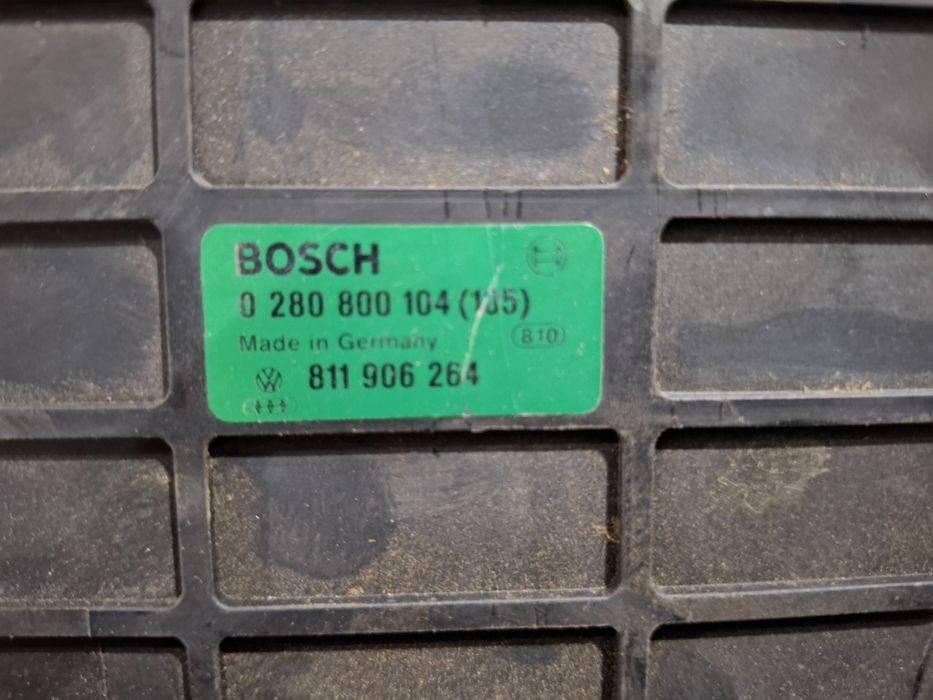 BOSCH
0 280 800 104 (105)
Made in Germany 810
811 906 264